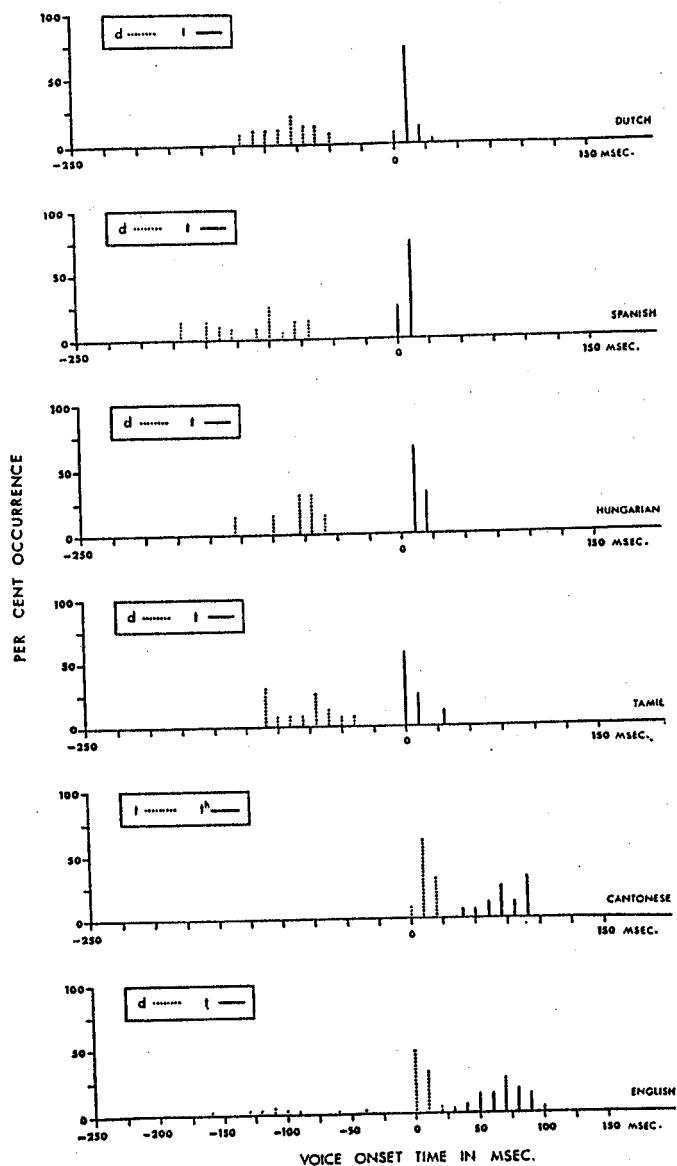 PER CENT OCCURRENCE
100
d ........ t —
50
0
DUTCH
-250
0
150 MSEC.
100
d ........ t —
50
0
SPANISH
-250
0
150 MSEC.
100
d ........ t —
50
0
HUNGARIAN
-250
0
150 MSEC.
100
d ........ t —
50
0
TAMIL
-250
0
150 MSEC.
100
t ........ tʰ —
50
0
CANTONESE
-250
0
150 MSEC.
100
d ........ t —
50
0
ENGLISH
-250 -200 -150 -100 -50 0 50 100 150 MSEC.
VOICE ONSET TIME IN MSEC.